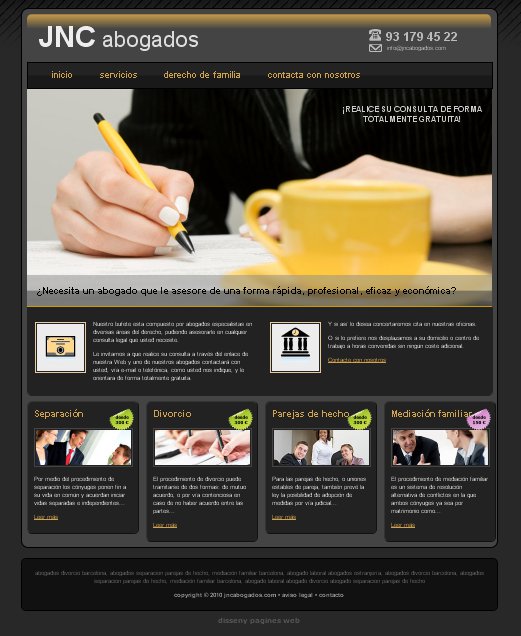 JNC abogados
93 179 45 22
info@jncabogados.com
inicio servicios derecho de familia contacta con nosotros
¡REALICE SU CONSULTA DE FORMA
TOTALMENTE GRATUITA!
¿Necesita un abogado que le asesore de una forma rápida, profesional, eficaz y económica?
Nuestro bufete esta compuesto por abogados especialistas en
diversas áreas del derecho, pudiendo asesorarlo en cualquier
consulta legal que usted necesite.
Le invitamos a que realice su consulta a través del enlace de
nuestra Web y uno de nuestros abogados contactará con
usted, vía e-mail o telefónica, como usted nos indique, y le
orientara de forma totalmente gratuita.
Y si así lo desea concertaremos cita en nuestras oficinas.
O si lo prefiere nos desplazamos a su domicilio o centro de
trabajo a horas convenidas sin ningún coste adicional.
Contacte con nosotros
Separación
desde
300 €
Por medio del procedimiento de
separación los cónyuges ponen fin a
su vida en común y acuerdan iniciar
vidas separadas e independientes...
Leer más
Divorcio
desde
300 €
El procedimiento de divorcio puede
tramitarse de dos formas, de mutuo
acuerdo, o por vía contenciosa en
caso de no haber acuerdo entre las
partes...
Leer más
Parejas de hecho
desde
300 €
Para las parejas de hecho, o uniones
estables de pareja, también prevé la
ley la posibilidad de adopción de
medidas por vía judicial...
Leer más
Mediación familiar
desde
150 €
El procedimiento de mediación familiar
es un sistema de resolución
alternativa de conflictos en la que
ambos cónyuges ya sea por
matrimonio como...
Leer más
abogados divorcio barcelona, abogados separacion parejas de hecho, mediacion familiar barcelona, abogado laboral abogados extranjeria, abogados divorcio barcelona, abogados
separacion parejas de hecho, mediacion familiar barcelona, abogado laboral abogado divorcio abogado separacion parejas de hecho
copyright © 2010 jncabogados.com • aviso legal • contacto
disseny pagines web